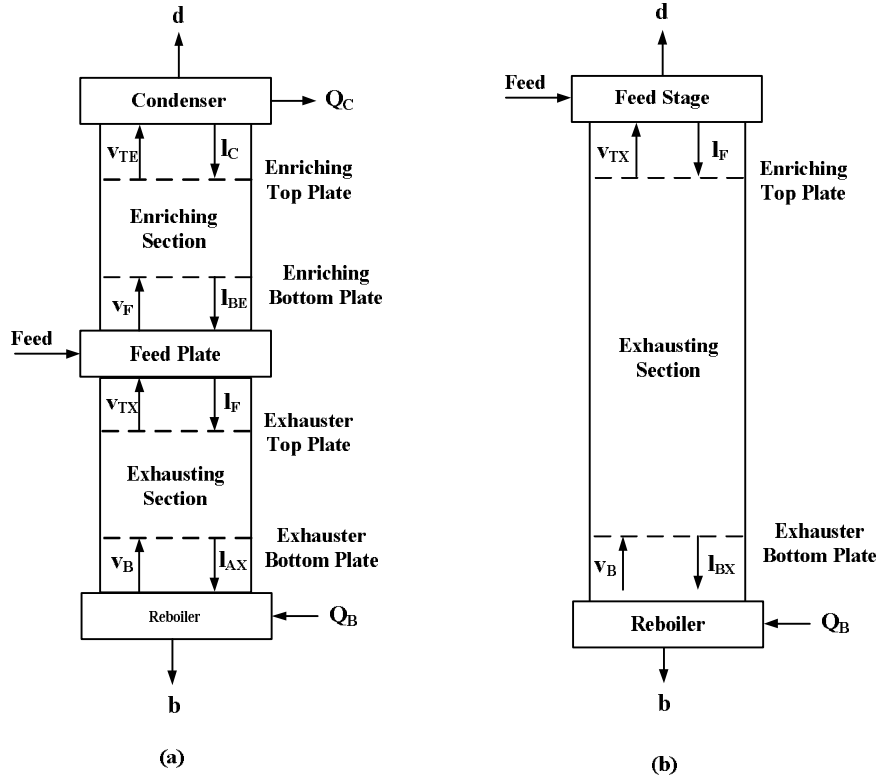 d
Condenser
Q_C
v_TE
l_C
Enriching
Top Plate
Enriching
Section
Enriching
Bottom Plate
v_F
l_BE
Feed
Feed Plate
v_TX
l_F
Exhauster
Top Plate
Exhausting
Section
Exhauster
Bottom Plate
v_B
l_AX
Reboiler
Q_B
b
(a)
d
Feed
Feed Stage
v_TX
l_F
Enriching
Top Plate
Exhausting
Section
Exhauster
Bottom Plate
v_B
l_BX
Reboiler
Q_B
b
(b)